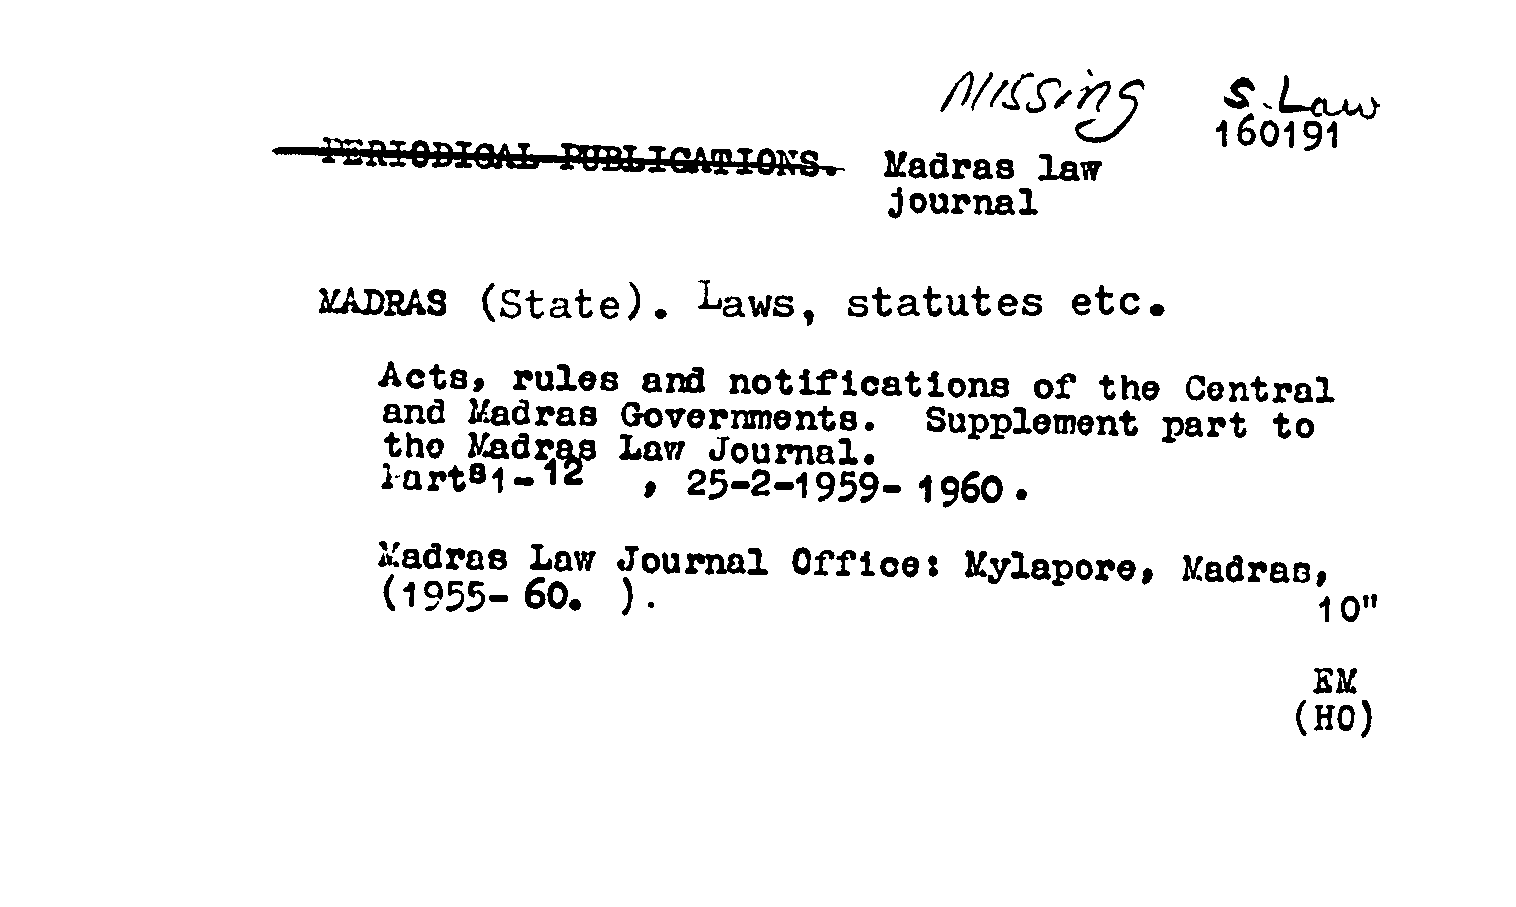 Missing S. Law
160191
PERIODICAL PUBLICATIONS. Madras law
journal
MADRAS (State). Laws, statutes etc.
Acts, rules and notifications of the Central
and Madras Governments. Supplement part to
the Madras Law Journal.
Parts1-12 , 25-2-1959-1960.
Madras Law Journal Office: Mylapore, Madras,
(1955-60. ).
10"
EM
(HO)